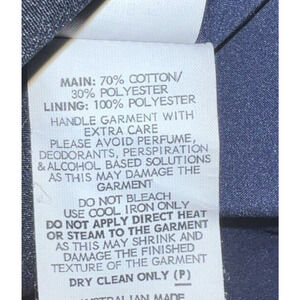 MAIN: 70% COTTON/
30% POLYESTER
LINING: 100% POLYESTER
HANDLE GARMENT WITH
EXTRA CARE
PLEASE AVOID PERFUME,
DEODORANTS, PERSPIRATION
& ALCOHOL BASED SOLUTIONS
AS THIS MAY DAMAGE THE
GARMENT
DO NOT BLEACH
USE COOL IRON ONLY
DO NOT APPLY DIRECT HEAT
OR STEAM TO THE GARMENT
AS THIS MAY SHRINK AND
DAMAGE THE FINISHED
TEXTURE OF THE GARMENT
DRY CLEAN ONLY (P)
AUSTRALIAN MADE